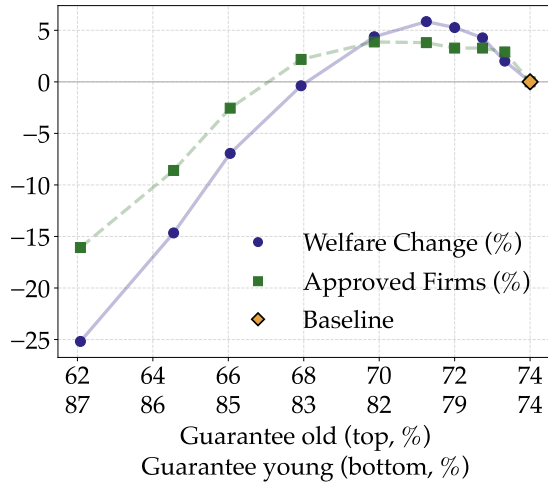 5
0
−5
−10
−15
−20
−25
Welfare Change (%)
Approved Firms (%)
Baseline
62 64 66 68 70 72 74
87 86 85 83 82 79 74
Guarantee old (top, %)
Guarantee young (bottom, %)